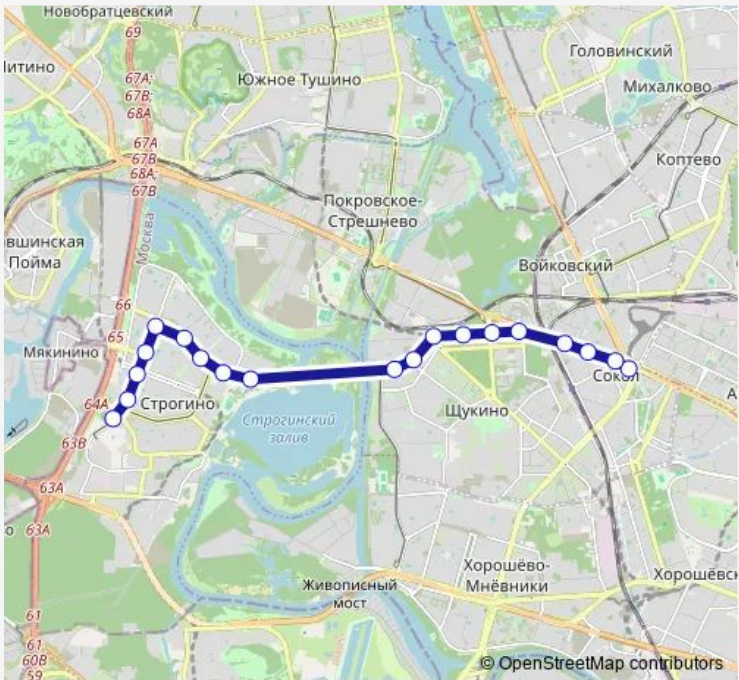 Новобратцевский
69
Головинский
Митино
67А;
67В;
68А
Южное Тушино
Михалково
67А
67В
68А;
67В
Коптево
Покровское-
Стрешнево
Москва
авшинская
Пойма
Войковский
66
65
Мякинино
64А
Строгино
Сокол
Щукино
Строгинский
залив
63В
63А
63А
Хорошёво-
Мнёвники
Хорошёвск
Живописный
мост
61
61
60В
59
© OpenStreetMap contributors